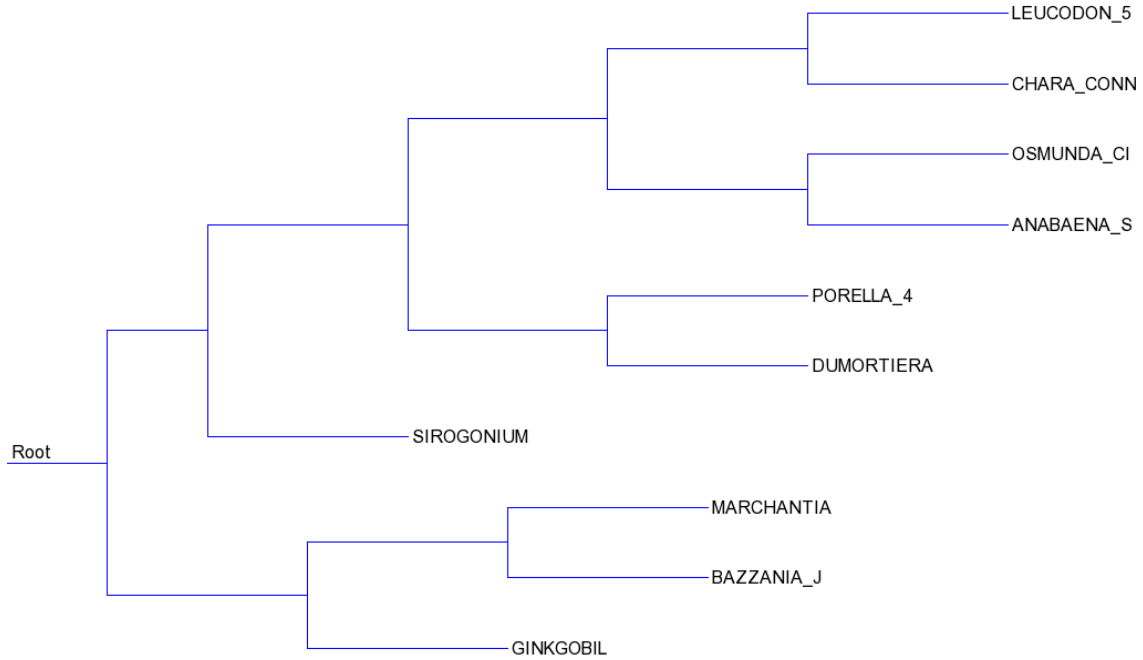 LEUCODON_5
CHARA_CONN
OSMUNDA_CI
ANABAENA_S
PORELLA_4
DUMORTIERA
SIROGONIUM
Root
MARCHANTIA
BAZZANIA_J
GINKGOBIL